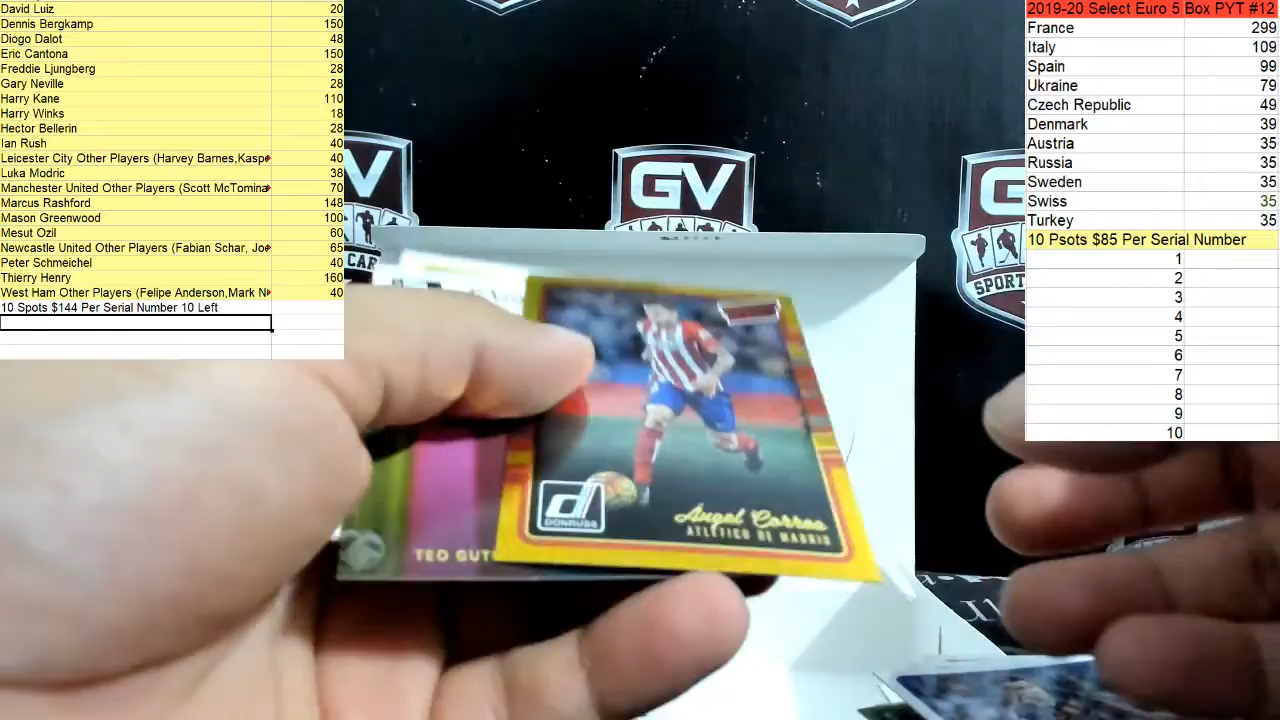 David Luiz 20
Dennis Bergkamp 150
Diogo Dalot 48
Eric Cantona 150
Freddie Ljungberg 28
Gary Neville 28
Harry Kane 110
Harry Winks 18
Hector Bellerin 28
Ian Rush 40
Leicester City Other Players (Harvey Barnes,Kaspe 40
Luka Modric 38
Manchester United Other Players (Scott McTomina 70
Marcus Rashford 148
Mason Greenwood 100
Mesut Ozil 60
Newcastle United Other Players (Fabian Schar, Joe 65
Peter Schmeichel 40
Thierry Henry 160
West Ham Other Players (Felipe Anderson,Mark N 40
10 Spots $144 Per Serial Number 10 Left
2019-20 Select Euro 5 Box PYT #12
France 299
Italy 109
Spain 99
Ukraine 79
Czech Republic 49
Denmark 39
Austria 35
Russia 35
Sweden 35
Swiss 35
Turkey 35
10 Psots $85 Per Serial Number
1
2
3
4
5
6
7
8
9
10
GV
V
CAR
G
SPORT
d
DONRUSS
Ángel Correa
ATLÉTICO DE MADRID
TEO GUT